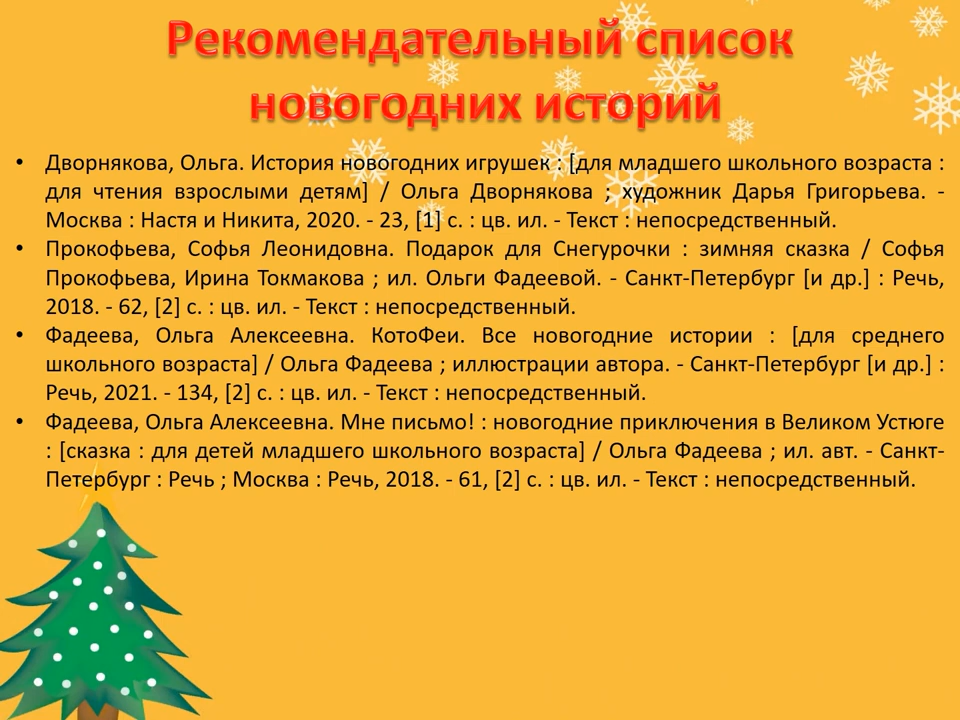 Рекомендательный список
новогодних историй
• Дворнякова, Ольга. История новогодних игрушек : [для младшего школьного возраста :
для чтения взрослыми детям] / Ольга Дворнякова ; художник Дарья Григорьева. -
Москва : Настя и Никита, 2020. - 23, [1] с. : цв. ил. - Текст : непосредственный.
• Прокофьева, Софья Леонидовна. Подарок для Снегурочки : зимняя сказка / Софья
Прокофьева, Ирина Токмакова ; ил. Ольги Фадеевой. - Санкт-Петербург [и др.] : Речь,
2018. - 62, [2] с. : цв. ил. - Текст : непосредственный.
• Фадеева, Ольга Алексеевна. КотоФеи. Все новогодние истории : [для среднего
школьного возраста] / Ольга Фадеева ; иллюстрации автора. - Санкт-Петербург [и др.] :
Речь, 2021. - 134, [2] с. : цв. ил. - Текст : непосредственный.
• Фадеева, Ольга Алексеевна. Мне письмо! : новогодние приключения в Великом Устюге
: [сказка : для детей младшего школьного возраста] / Ольга Фадеева ; ил. авт. - Санкт-
Петербург : Речь ; Москва : Речь, 2018. - 61, [2] с. : цв. ил. - Текст : непосредственный.